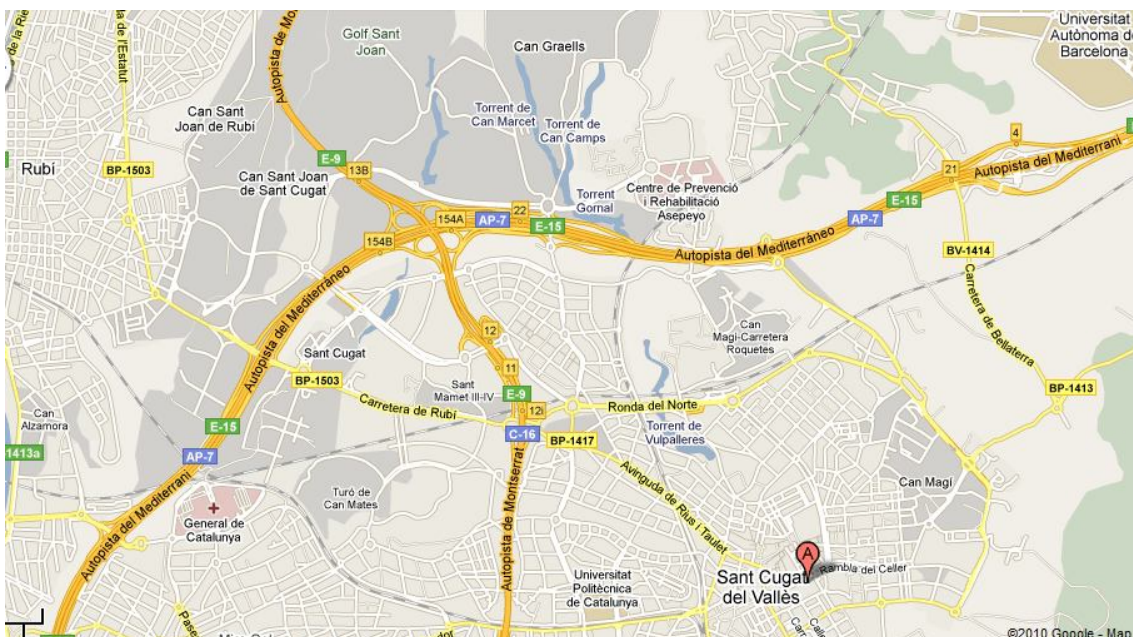 Universitat
Autònoma de
Barcelona
Golf Sant
Joan
Can Graells
Autopista de
de l'Estatut
Can Sant
Joan de Rubí
Torrent de
Can Marcet
Torrent de
Can Camps
4
Rubí
BP-1503
E-9
13B
21
Autopista del Mediterrani
Can Sant Joan
de Sant Cugat
Centre de Prevenció
i Rehabilitació
Asepeyo
Torrent
Gornal
E-15
154A
AP-7
22
E-15
AP-7
154B
Autopista del Mediterráneo
BV-1414
Autopista del Mediterráneo
Carretera de Bellaterra
12
Can
Magi-Carretera
Roquetes
Sant Cugat
11
BP-1503
Sant
Mamet III-IV
E-9
BP-1413
Carretera de Rubí
12i
Ronda del Norte
Can
Alzamora
E-15
C-16
BP-1417
Torrent de
Vulpalleres
1413a
AP-7
Avinguda de Rius i Taulet
Can Magí
Turó de
Can Mates
Autopista de Montserrat
General de
Catalunya
Autopista del Mediterrani
A
Rambla del Celler
Universitat
Politècnica
de Catalunya
Sant Cugat
del Vallès
©2010 Google - Map